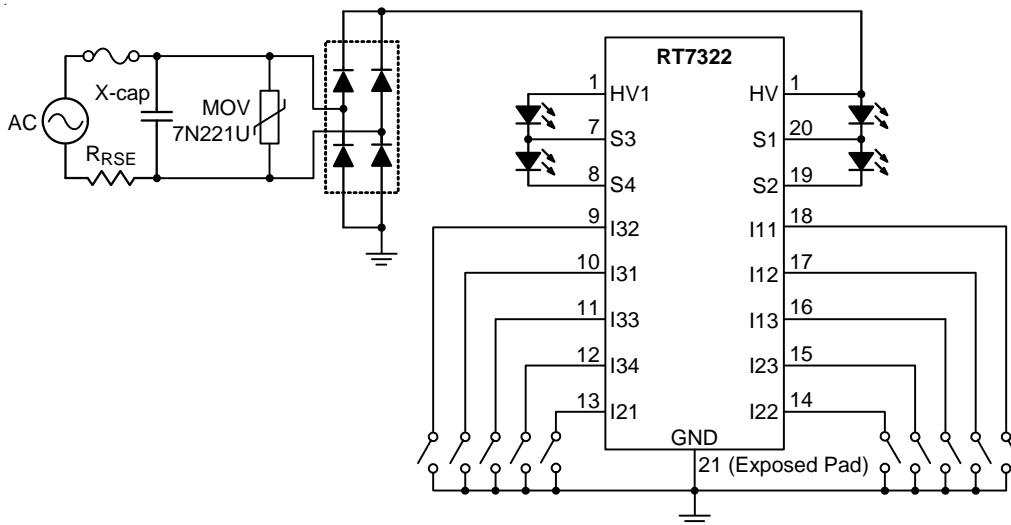 RT7322
X-cap
MOV
7N221U
AC
RRSE
1
HV1
7
S3
8
S4
9
I32
10
I31
11
I33
12
I34
13
I21
HV
1
S1
20
S2
19
I11
18
I12
17
I13
16
I23
15
I22
14
GND
21 (Exposed Pad)